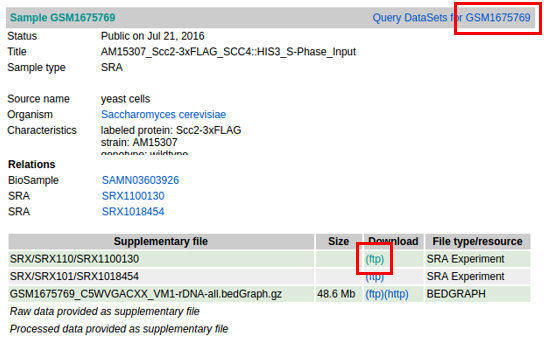 Sample GSM1675769 Query DataSets for GSM1675769
Status Public on Jul 21, 2016
Title AM15307_Scc2-3xFLAG_SCC4::HIS3_S-Phase_Input
Sample type SRA
Source name yeast cells
Organism Saccharomyces cerevisiae
Characteristics labeled protein: Scc2-3xFLAG
strain: AM15307
genotype: wildtype
Relations
BioSample SAMN03603926
SRA SRX1100130
SRA SRX1018454
Supplementary file Size Download File type/resource
SRX/SRX110/SRX1100130 (ftp) SRA Experiment
SRX/SRX101/SRX1018454 (ftp) SRA Experiment
GSM1675769_C5WVGACXX_VM1-rDNA-all.bedGraph.gz 48.6 Mb (ftp)(http) BEDGRAPH
Raw data provided as supplementary file
Processed data provided as supplementary file